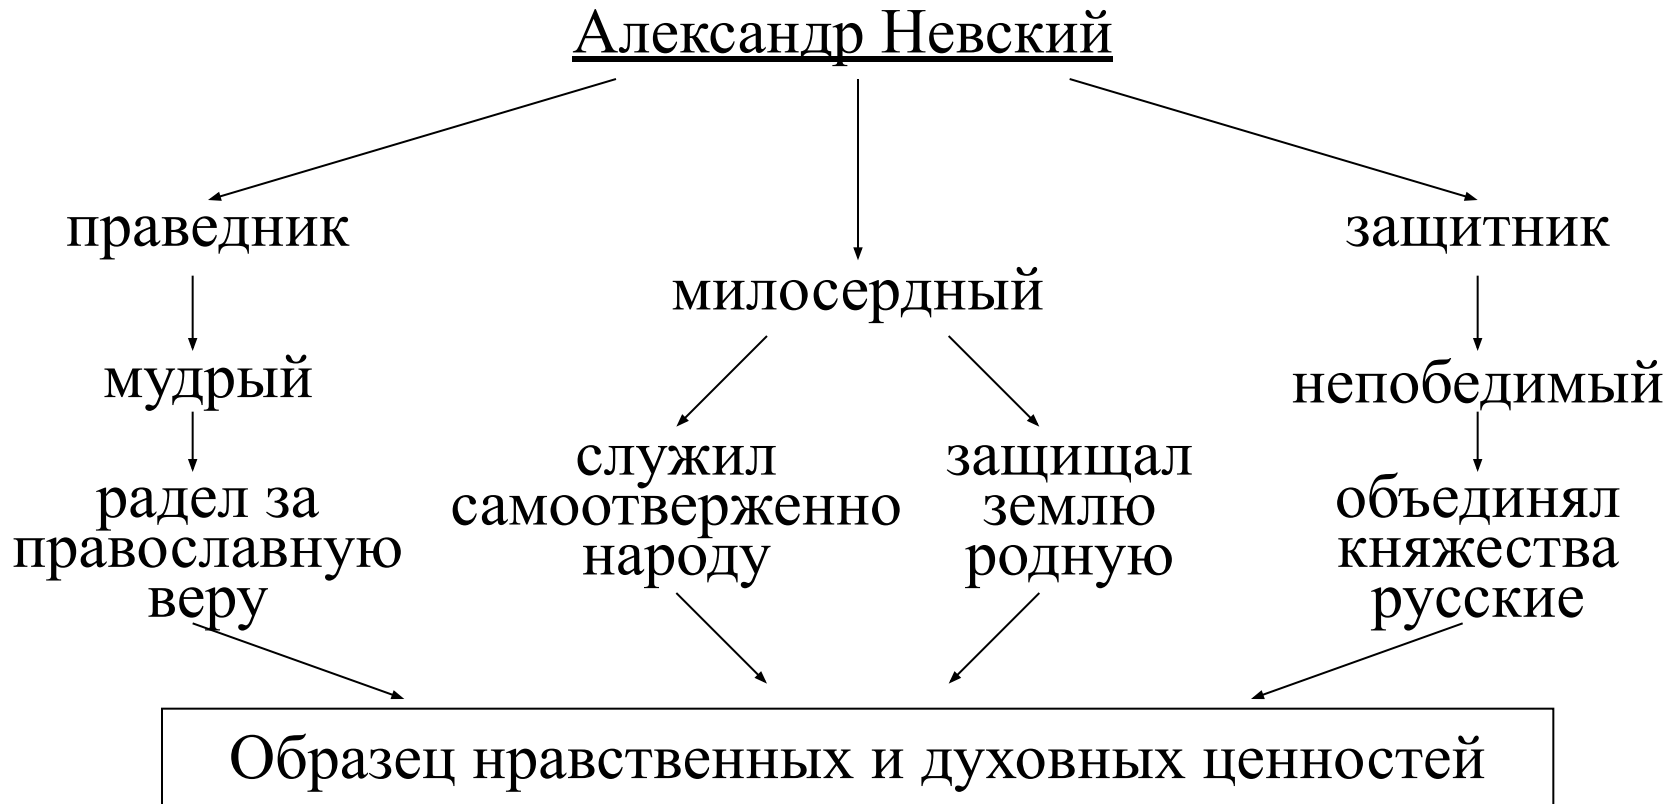 Александр Невский
праведник
защитник
милосердный
мудрый
непобедимый
служил
самоотверженно
народу
защищал
землю
родную
радел за
православную
веру
объединял
княжества
русские
Образец нравственных и духовных ценностей